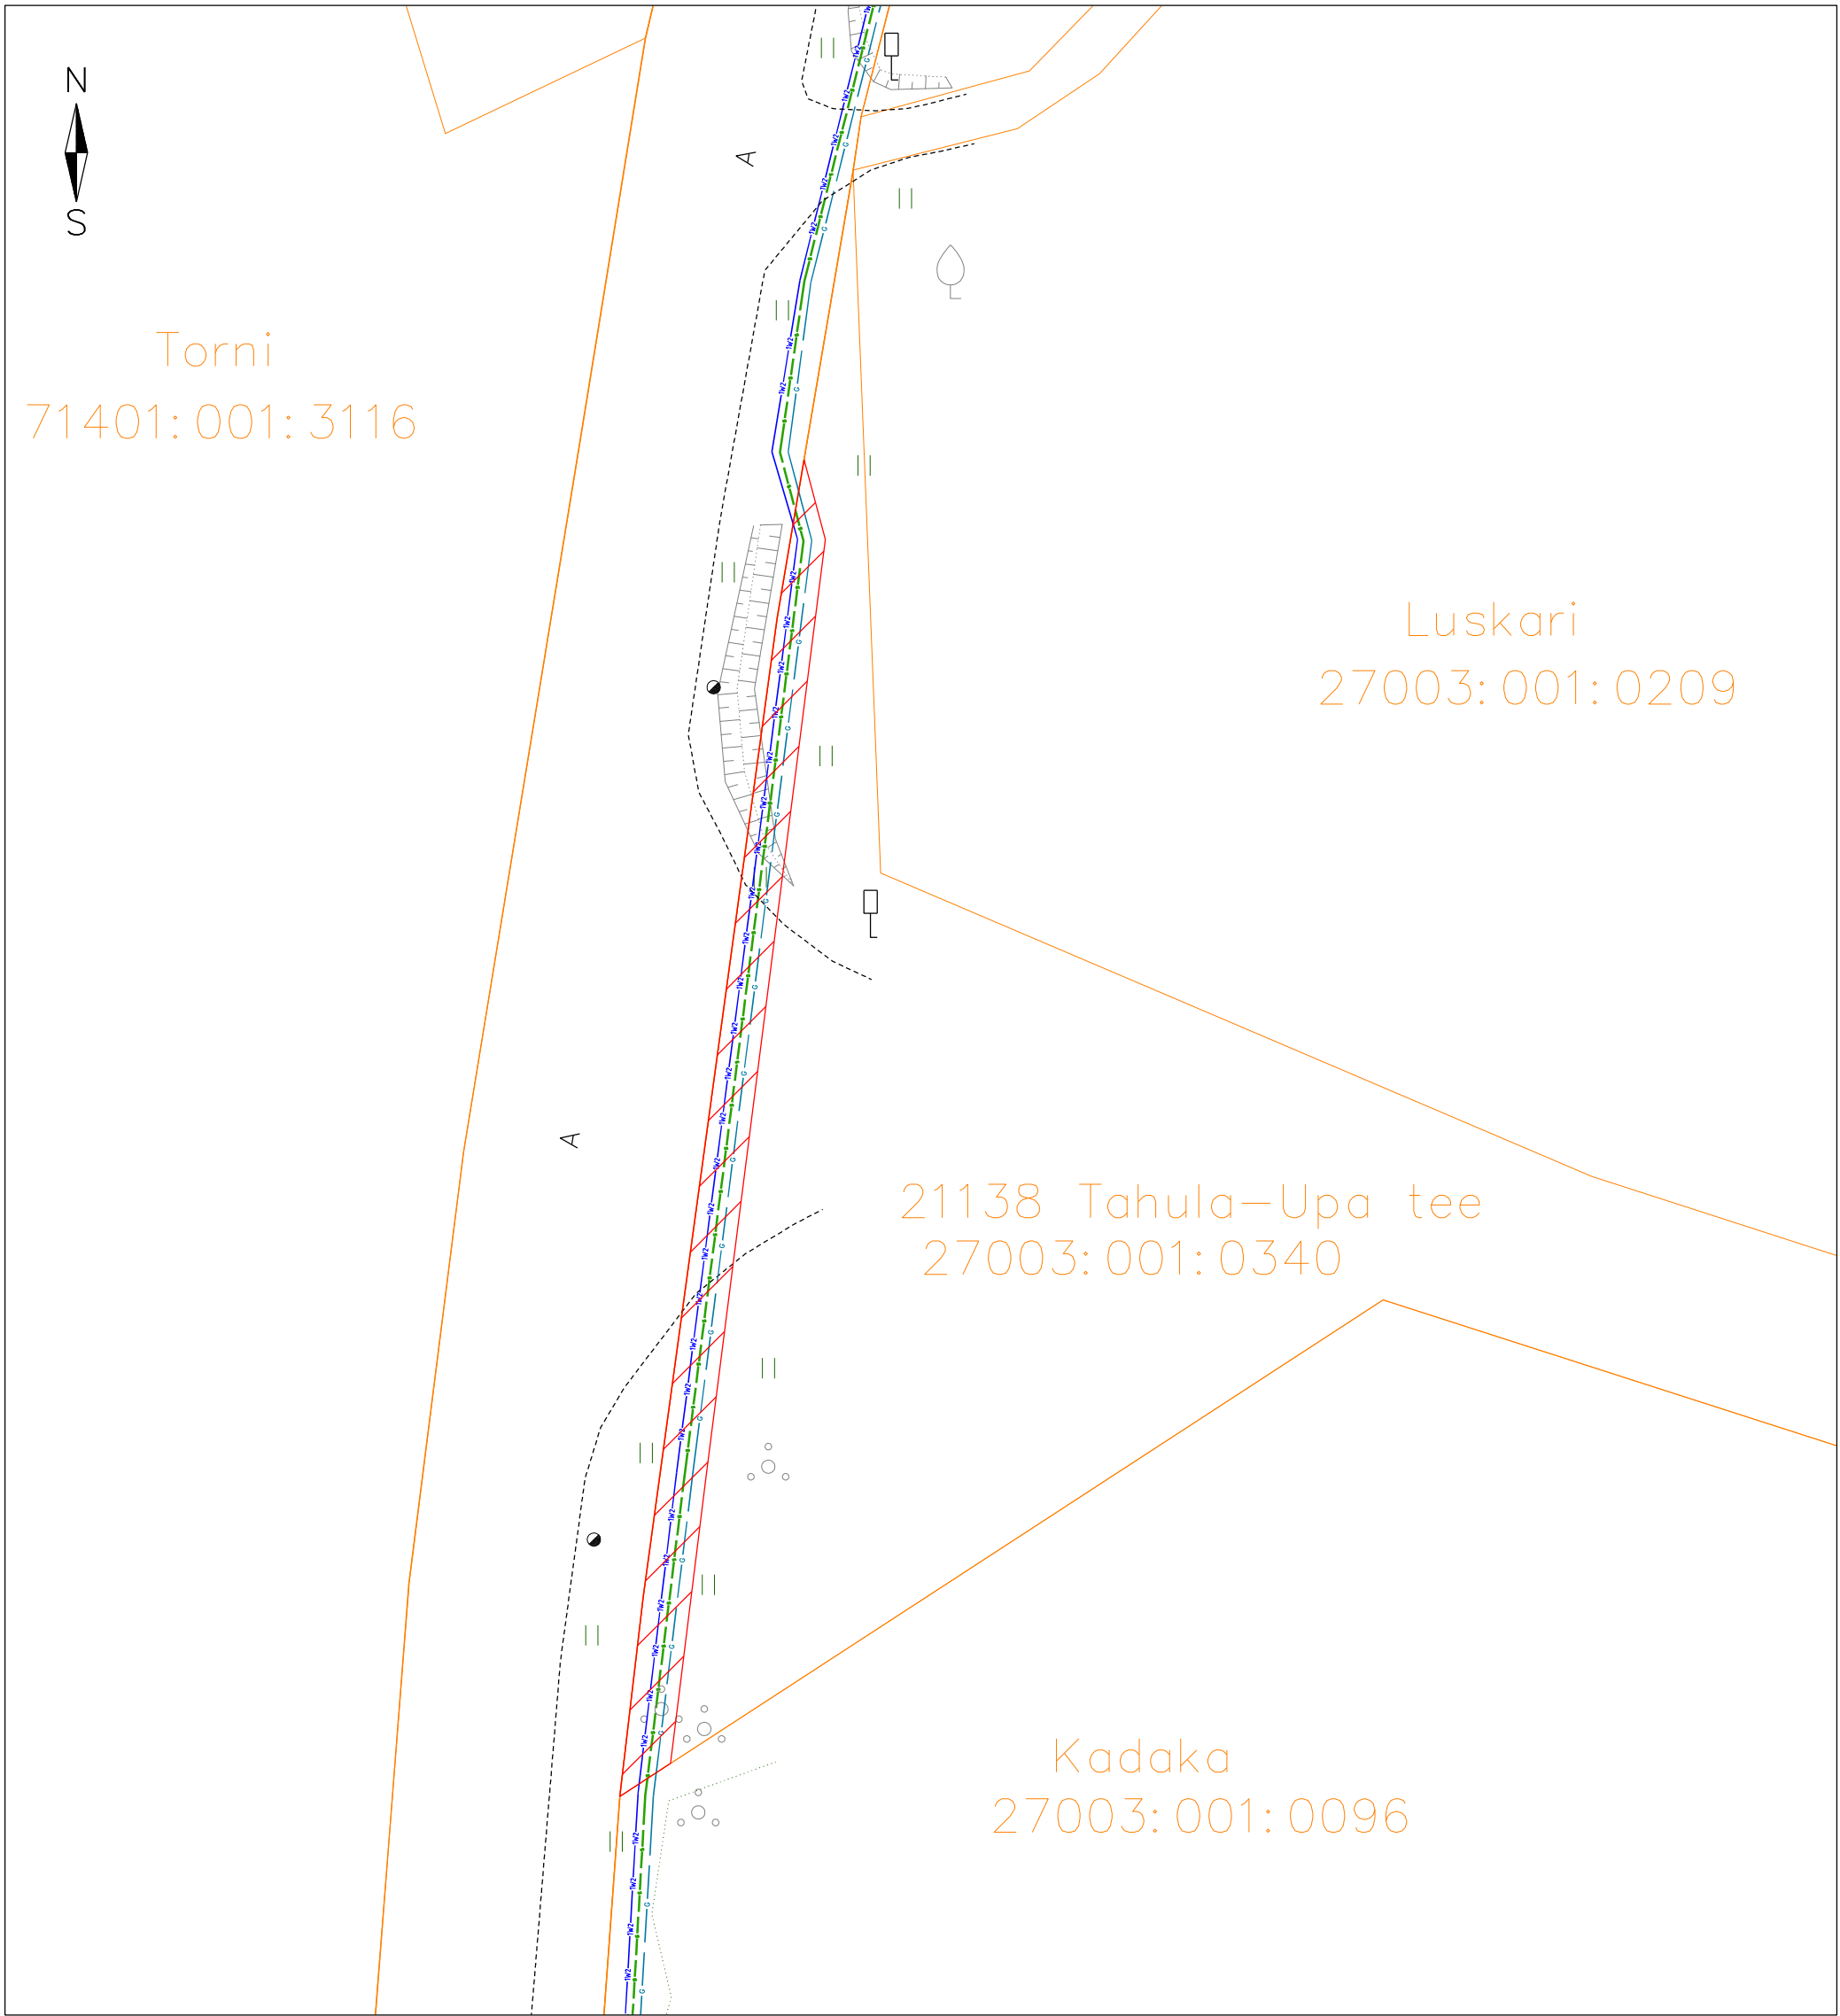 N
S
A
Torni
71401:001:3116
Luskari
27003:001:0209
A
21138 Tahula-Upa tee
27003:001:0340
Kadaka
27003:001:0096
1W2
G